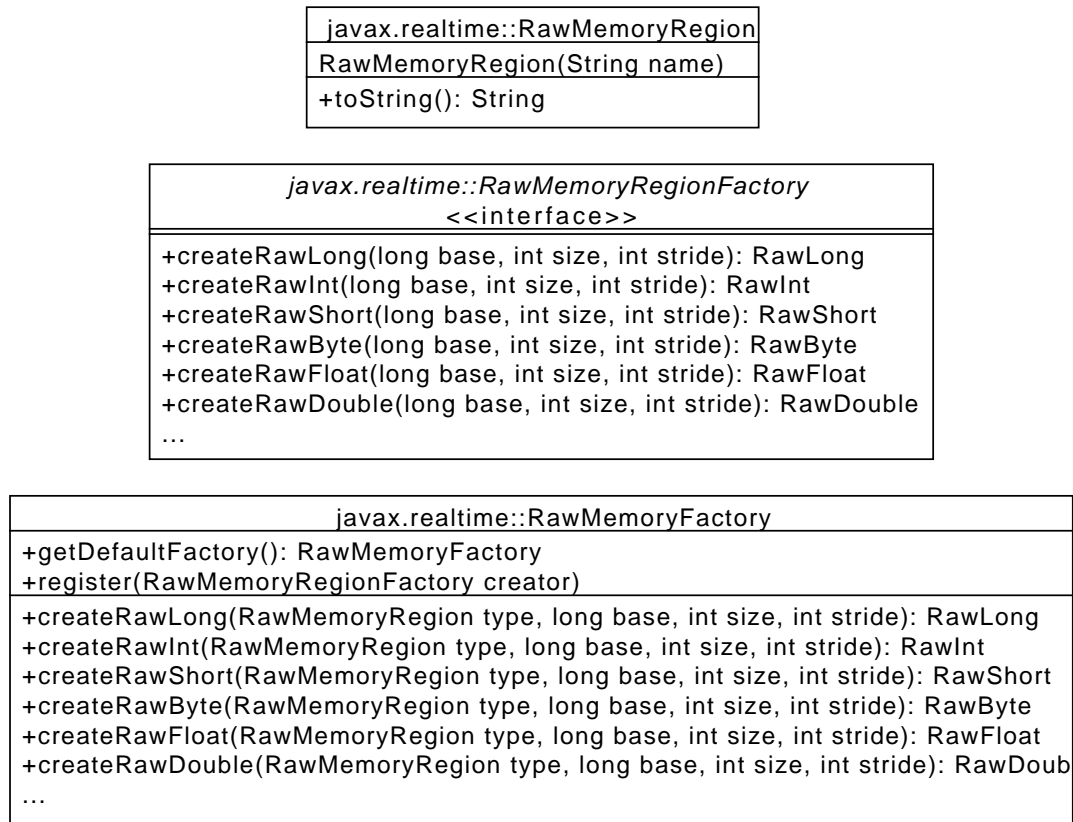 javax.realtime::RawMemoryRegion
RawMemoryRegion(String name)
+toString(): String
javax.realtime::RawMemoryRegionFactory
<<interface>>
+createRawLong(long base, int size, int stride): RawLong
+createRawInt(long base, int size, int stride): RawInt
+createRawShort(long base, int size, int stride): RawShort
+createRawByte(long base, int size, int stride): RawByte
+createRawFloat(long base, int size, int stride): RawFloat
+createRawDouble(long base, int size, int stride): RawDouble
...
javax.realtime::RawMemoryFactory
+getDefaultFactory(): RawMemoryFactory
+register(RawMemoryRegionFactory creator)
+createRawLong(RawMemoryRegion type, long base, int size, int stride): RawLong
+createRawInt(RawMemoryRegion type, long base, int size, int stride): RawInt
+createRawShort(RawMemoryRegion type, long base, int size, int stride): RawShort
+createRawByte(RawMemoryRegion type, long base, int size, int stride): RawByte
+createRawFloat(RawMemoryRegion type, long base, int size, int stride): RawFloat
+createRawDouble(RawMemoryRegion type, long base, int size, int stride): RawDoub
...